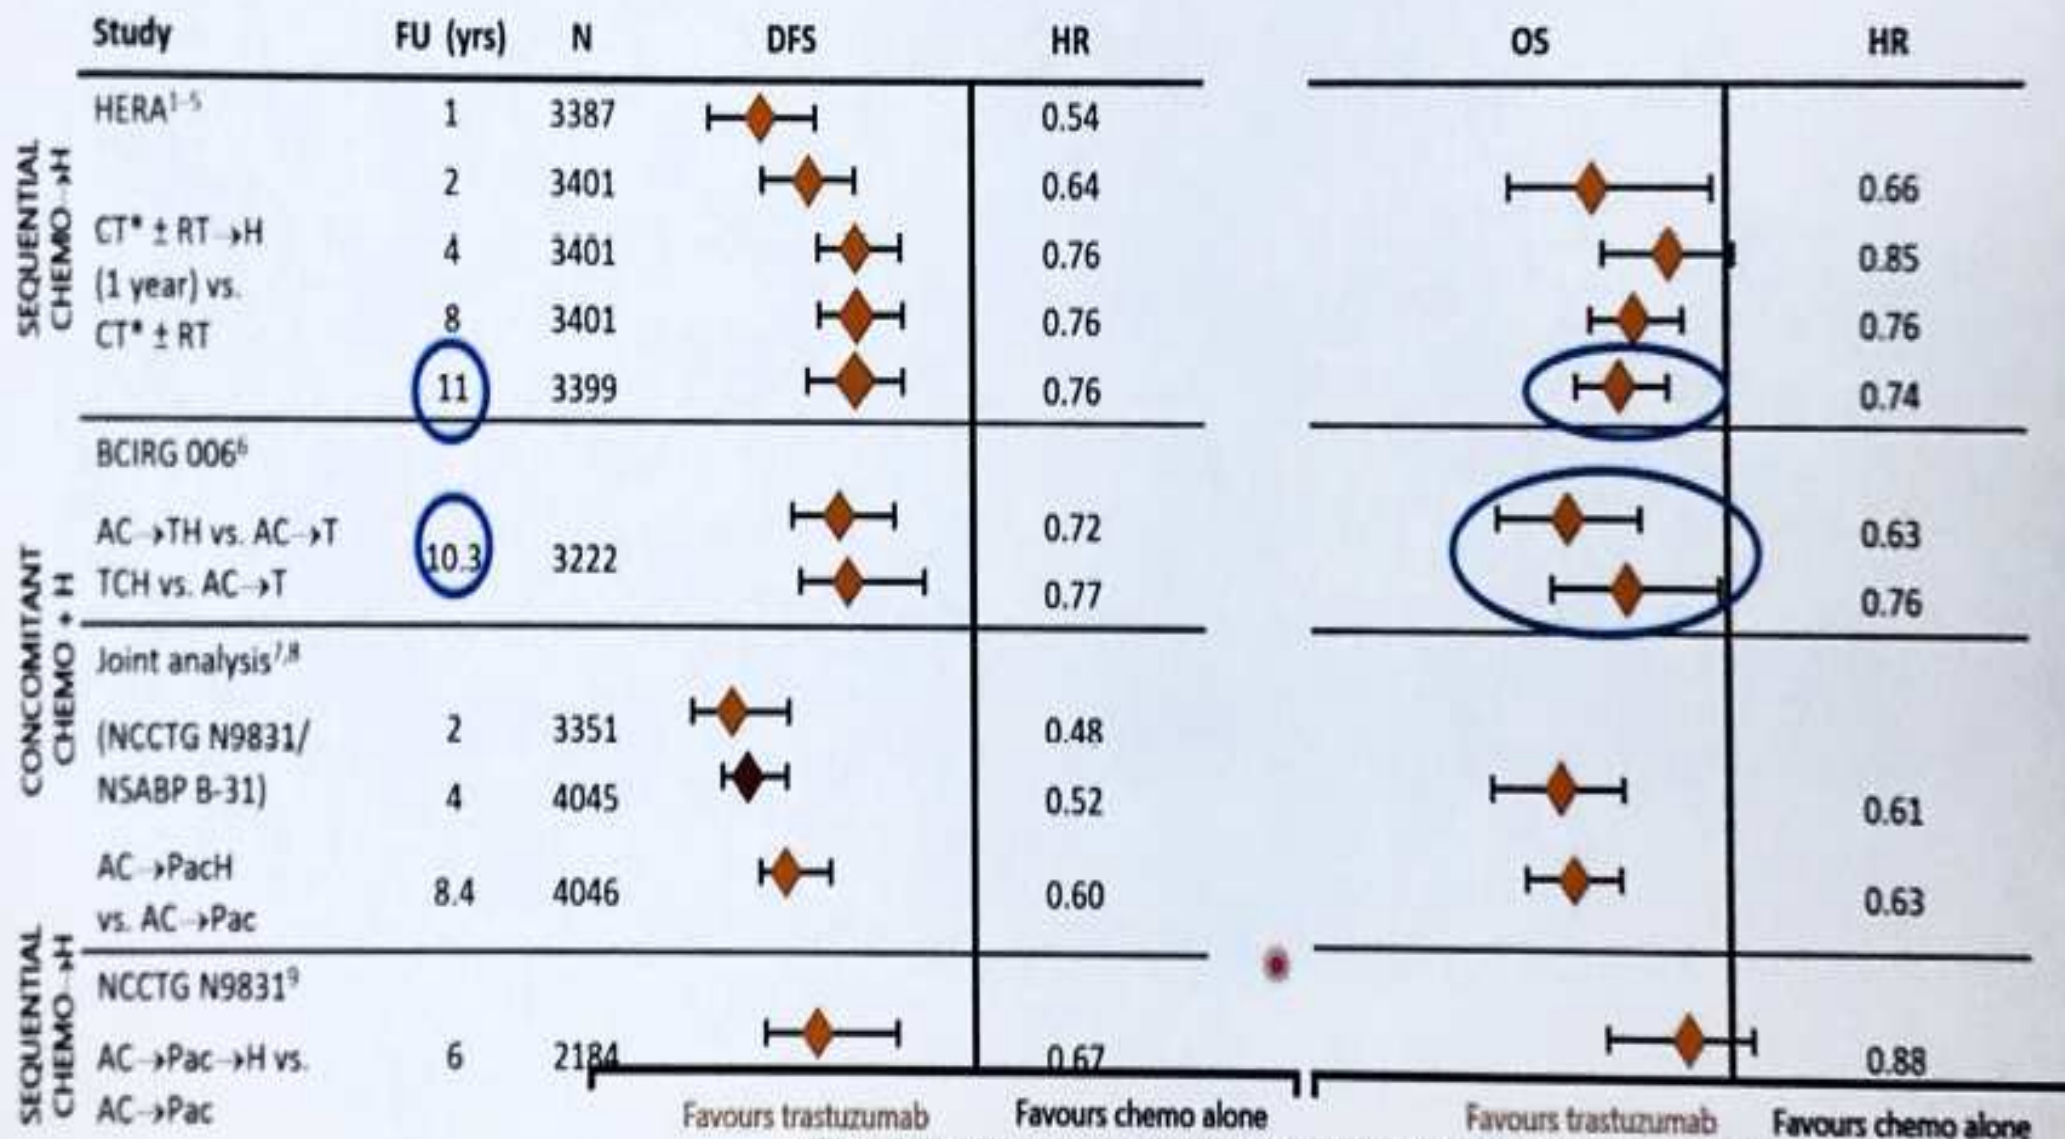 Study FU (yrs) N DFS HR OS HR
SEQUENTIAL
CHEMO→H
HERA¹⁻⁵ 1 3387 0.54
2 3401 0.64 0.66
CT* ± RT→H
4 3401 0.76 0.85
(1 year) vs.
8 3401 0.76 0.76
CT* ± RT
11 3399 0.76 0.74
CONCOMITANT
CHEMO + H
BCIRG 006⁶
AC→TH vs. AC→T 0.72 0.63
10.3 3222
TCH vs. AC→T 0.77 0.76
Joint analysis⁷,⁸
(NCCTG N9831/ 2 3351 0.48
NSABP B-31) 4 4045 0.52 0.61
AC→PacH
8.4 4046 0.60 0.63
vs. AC→Pac
SEQUENTIAL
CHEMO→H
NCCTG N9831⁹
AC→Pac→H vs. 6 2184 0.67 0.88
AC→Pac
Favours trastuzumab Favours chemo alone Favours trastuzumab Favours chemo alone